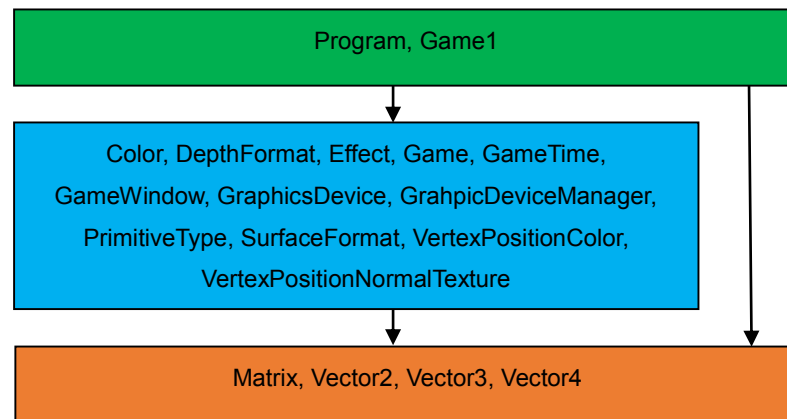 Program, Game1
Color, DepthFormat, Effect, Game, GameTime,
GameWindow, GraphicsDevice, GrahpicDeviceManager,
PrimitiveType, SurfaceFormat, VertexPositionColor,
VertexPositionNormalTexture
Matrix, Vector2, Vector3, Vector4